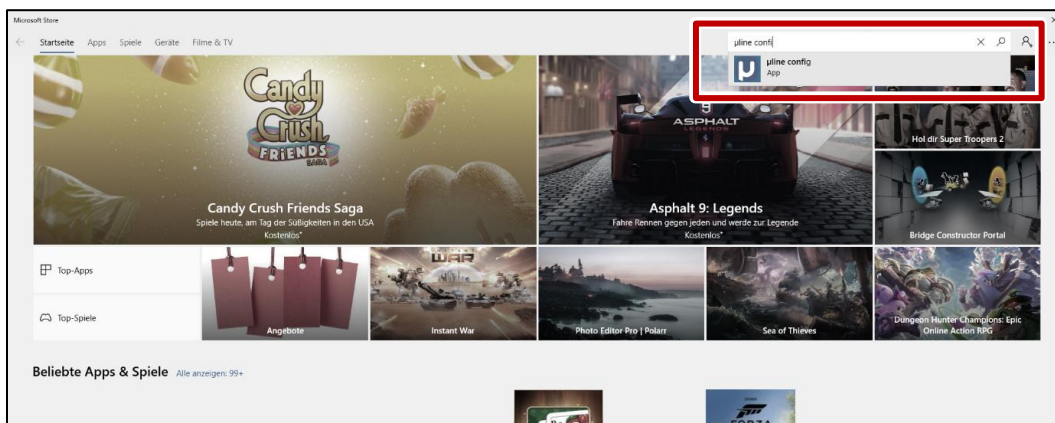 Microsoft Store
Startseite Apps Spiele Geräte Filme & TV
µline confi
µline config
App
Candy
Crush
FRIENDS
SAGA
Candy Crush Friends Saga
Spiele heute, am Tag der Süßigkeiten in den USA
Kostenlos*
9
ASPHALT
LEGENDS
Asphalt 9: Legends
Fahre Rennen gegen jeden und werde zur Legende
Kostenlos*
Hol dir Super Troopers 2
Bridge Constructor Portal
Top-Apps
Top-Spiele
Angebote
WAR
Instant War
Photo Editor Pro | Polarr
Sea of Thieves
Dungeon Hunter Champions: Epic
Online Action RPG
Beliebte Apps & Spiele Alle anzeigen: 99+
FORZA